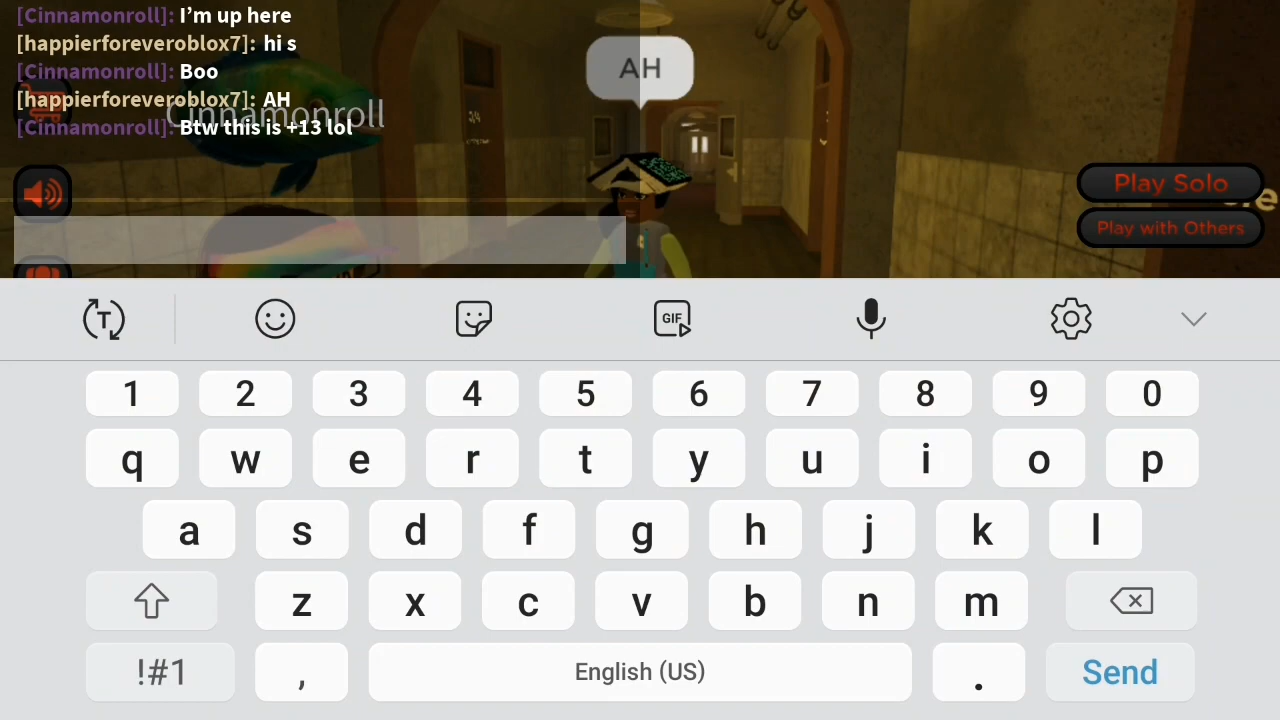 [Cinnamonroll]: I'm up here
[happierforeveroblox7]: hi s
[Cinnamonroll]: Boo
[happierforeveroblox7]: AH
[Cinnamonroll]: Btw this is +13 lol
Cinnamonroll
AH
Play Solo
Play with Others
T
GIF
1 2 3 4 5 6 7 8 9 0
q w e r t y u i o p
a s d f g h j k l
z x c v b n m
!#1 , English (US) . Send